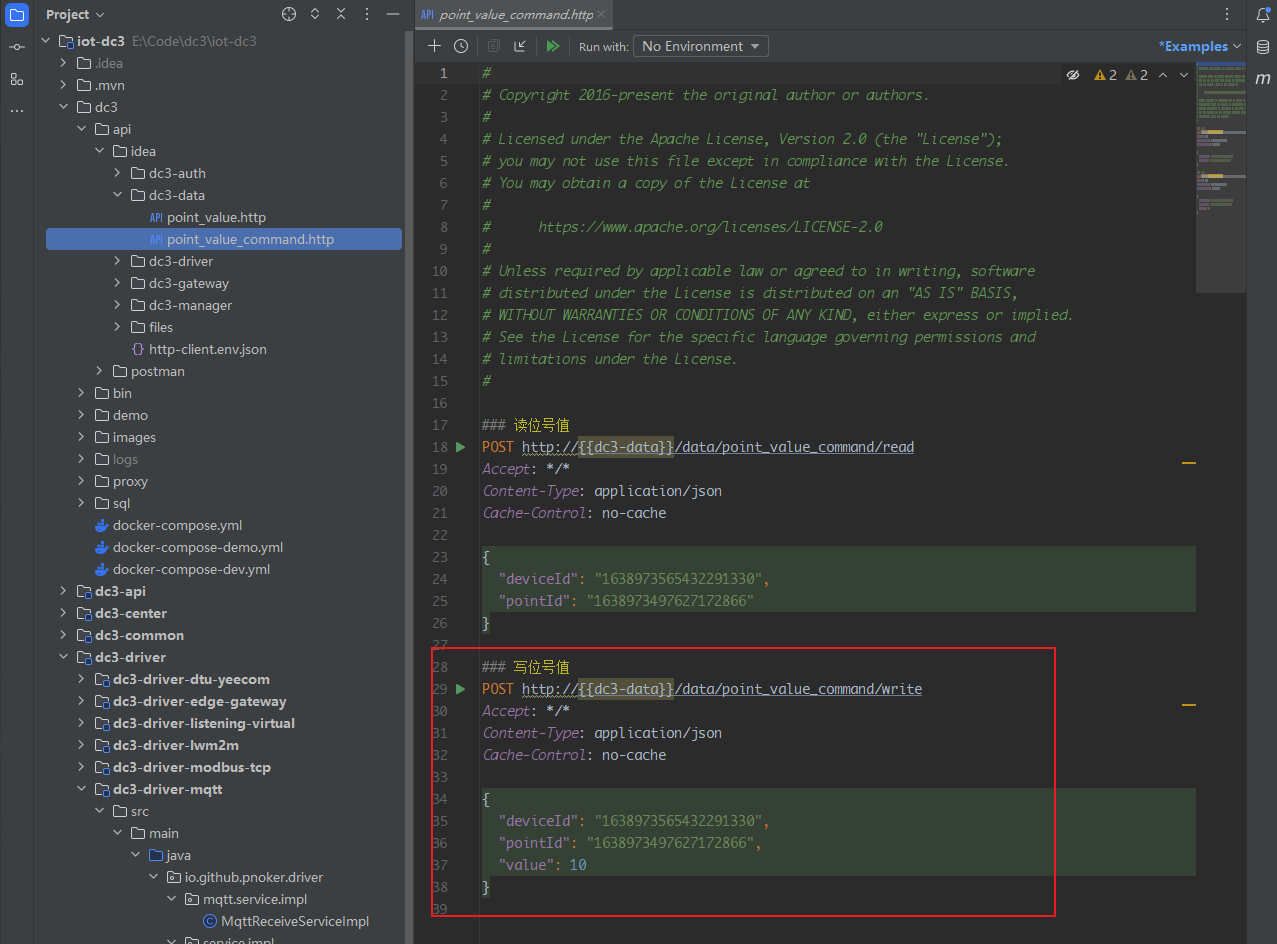 Project
iot-dc3 E:\Code\dc3\iot-dc3
.idea
.mvn
dc3
api
idea
dc3-auth
dc3-data
API point_value.http
API point_value_command.http
dc3-driver
dc3-gateway
dc3-manager
files
{} http-client.env.json
postman
bin
demo
images
logs
proxy
sql
docker-compose.yml
docker-compose-demo.yml
docker-compose-dev.yml
dc3-api
dc3-center
dc3-common
dc3-driver
dc3-driver-dtu-yeecom
dc3-driver-edge-gateway
dc3-driver-listening-virtual
dc3-driver-lwm2m
dc3-driver-modbus-tcp
dc3-driver-mqtt
src
main
java
io.github.pnoker.driver
mqtt.service.impl
MqttReceiveServiceImpl
service.impl
API point_value_command.http
Run with: No Environment
*Examples
2 2
m
1 #
2 # Copyright 2016-present the original author or authors.
3 #
4 # Licensed under the Apache License, Version 2.0 (the "License");
5 # you may not use this file except in compliance with the License.
6 # You may obtain a copy of the License at
7 #
8 #      https://www.apache.org/licenses/LICENSE-2.0
9 #
10 # Unless required by applicable law or agreed to in writing, software
11 # distributed under the License is distributed on an "AS IS" BASIS,
12 # WITHOUT WARRANTIES OR CONDITIONS OF ANY KIND, either express or implied.
13 # See the License for the specific language governing permissions and
14 # limitations under the License.
15 #
16
17 ### 读位号值
18 POST http://{{dc3-data}}/data/point_value_command/read
19 Accept: */*
20 Content-Type: application/json
21 Cache-Control: no-cache
22
23 {
24   "deviceId": "1638973565432291330",
25   "pointId": "1638973497627172866"
26 }
27
28 ### 写位号值
29 POST http://{{dc3-data}}/data/point_value_command/write
30 Accept: */*
31 Content-Type: application/json
32 Cache-Control: no-cache
33
34 {
35   "deviceId": "1638973565432291330",
36   "pointId": "1638973497627172866",
37   "value": 10
38 }
39